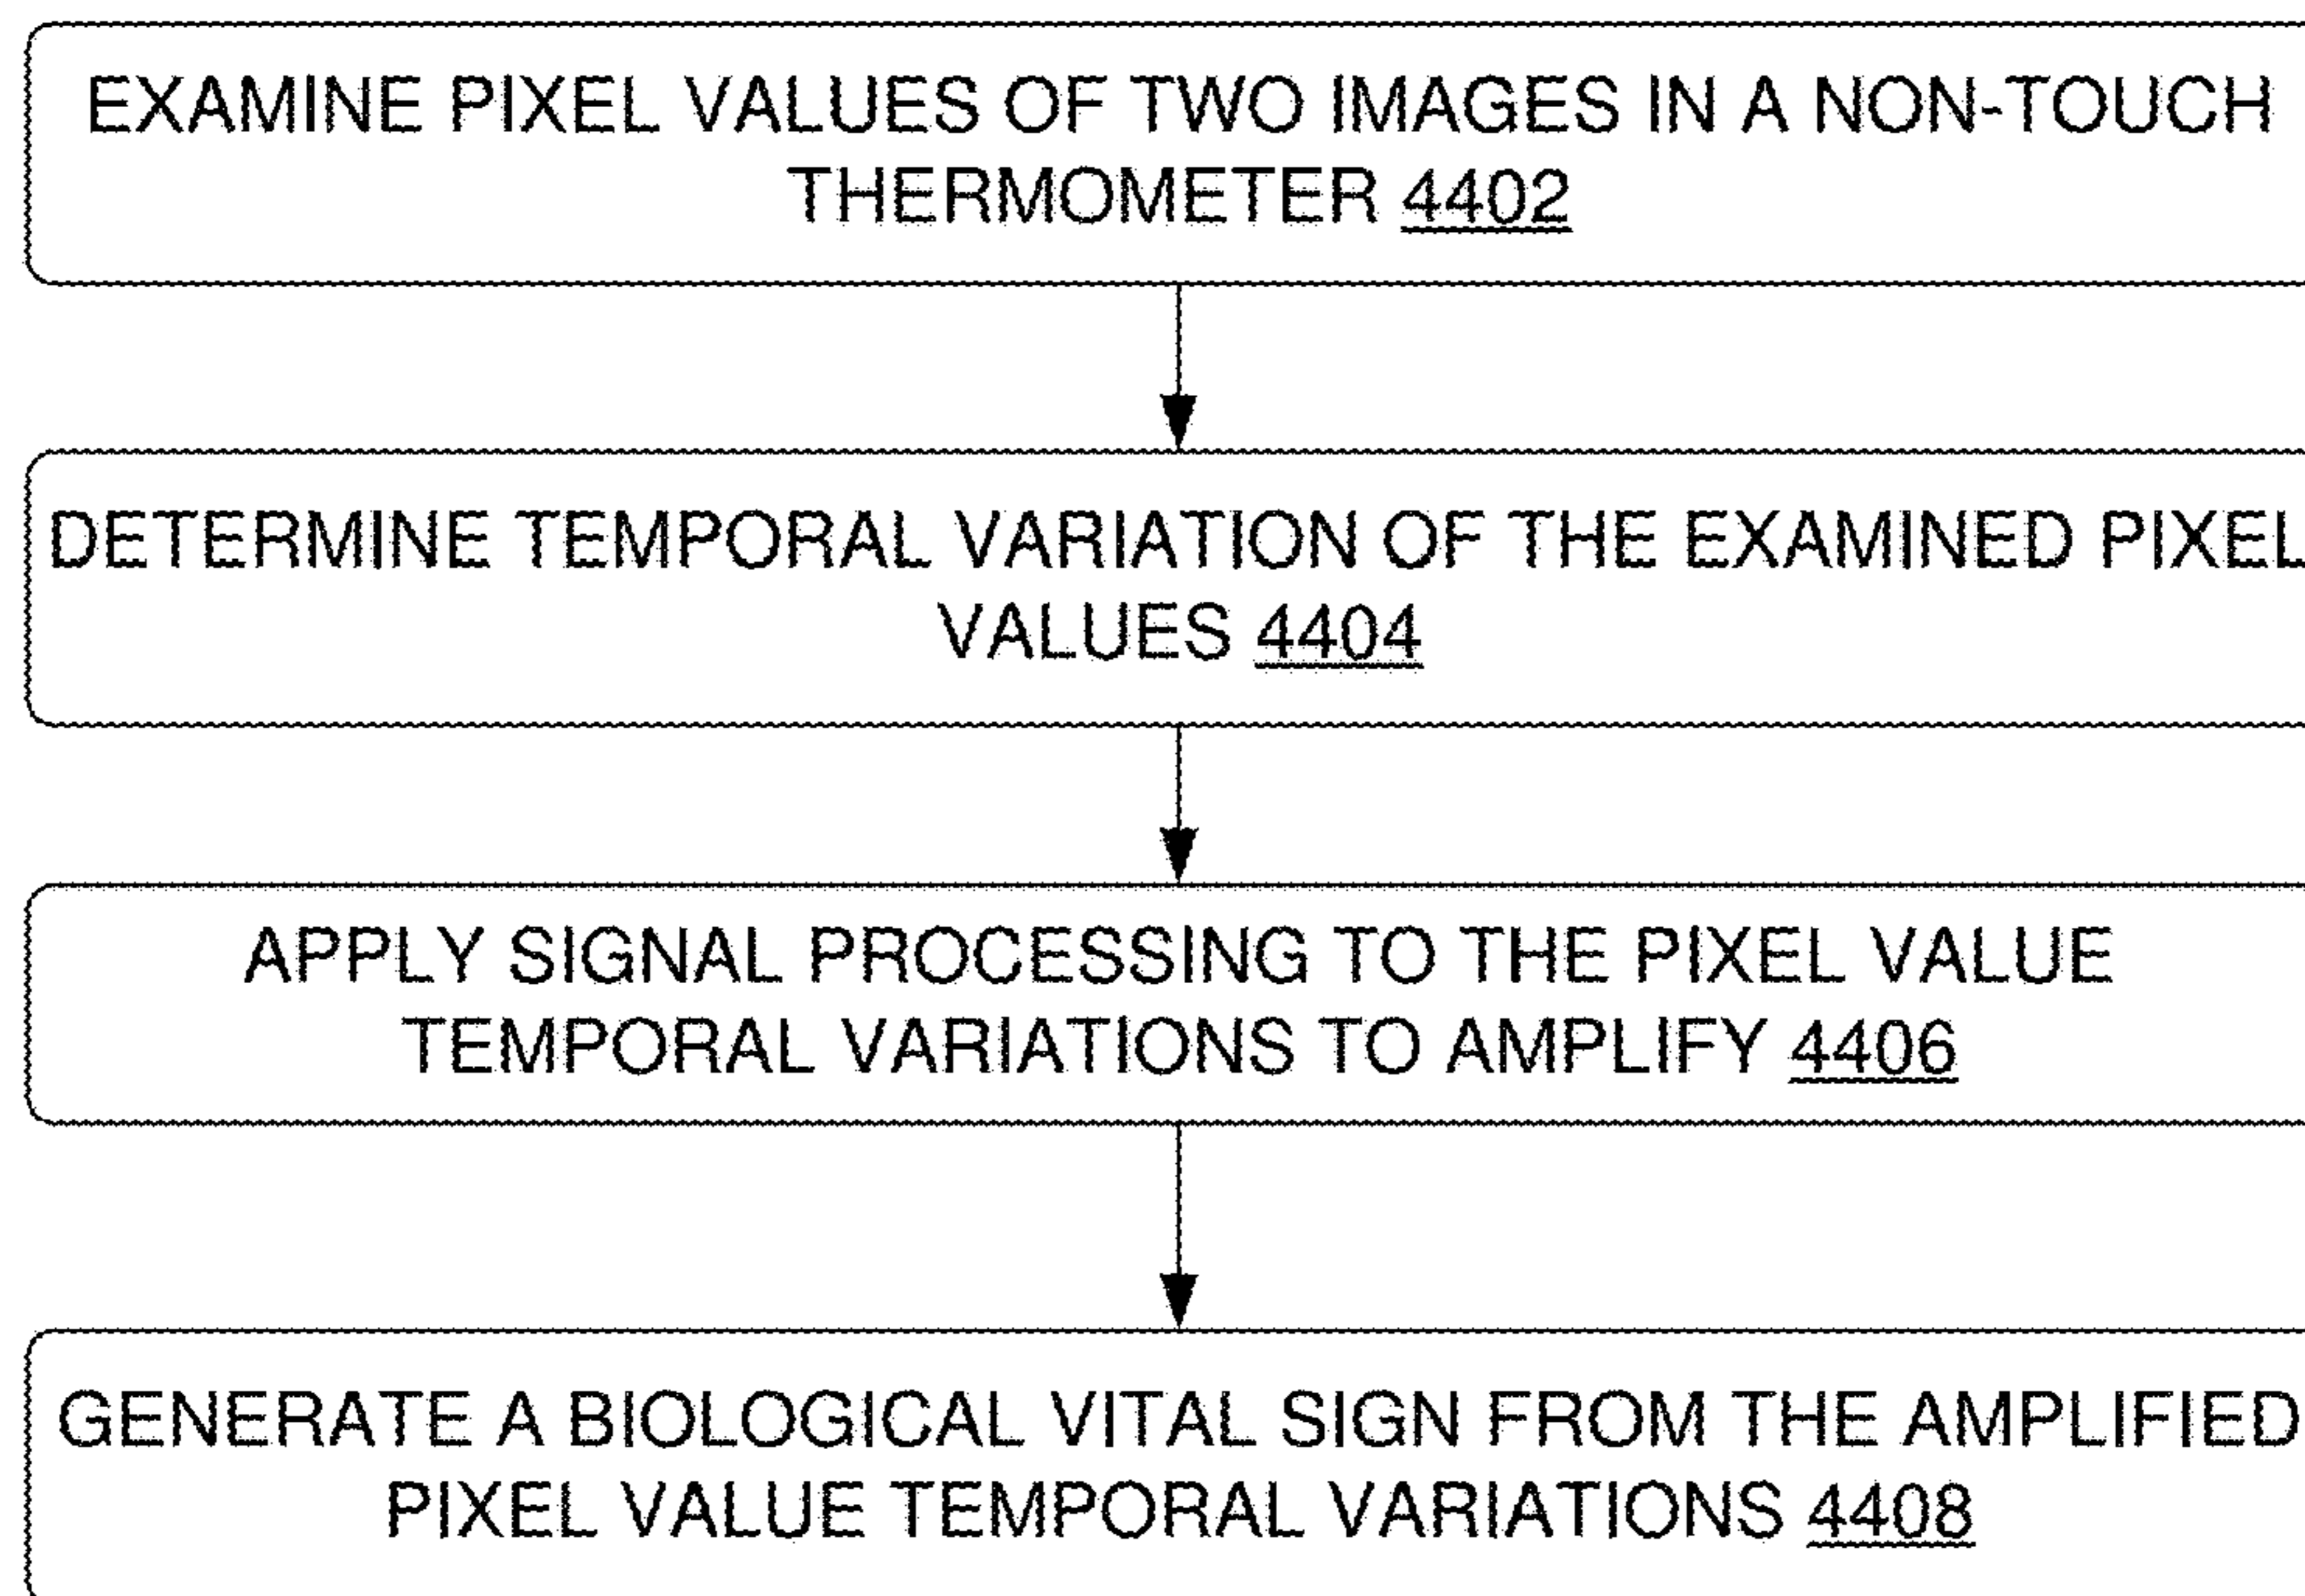 EXAMINE PIXEL VALUES OF TWO IMAGES IN A NON-TOUCH
THERMOMETER 4402
DETERMINE TEMPORAL VARIATION OF THE EXAMINED PIXEL
VALUES 4404
APPLY SIGNAL PROCESSING TO THE PIXEL VALUE
TEMPORAL VARIATIONS TO AMPLIFY 4406
GENERATE A BIOLOGICAL VITAL SIGN FROM THE AMPLIFIED
PIXEL VALUE TEMPORAL VARIATIONS 4408